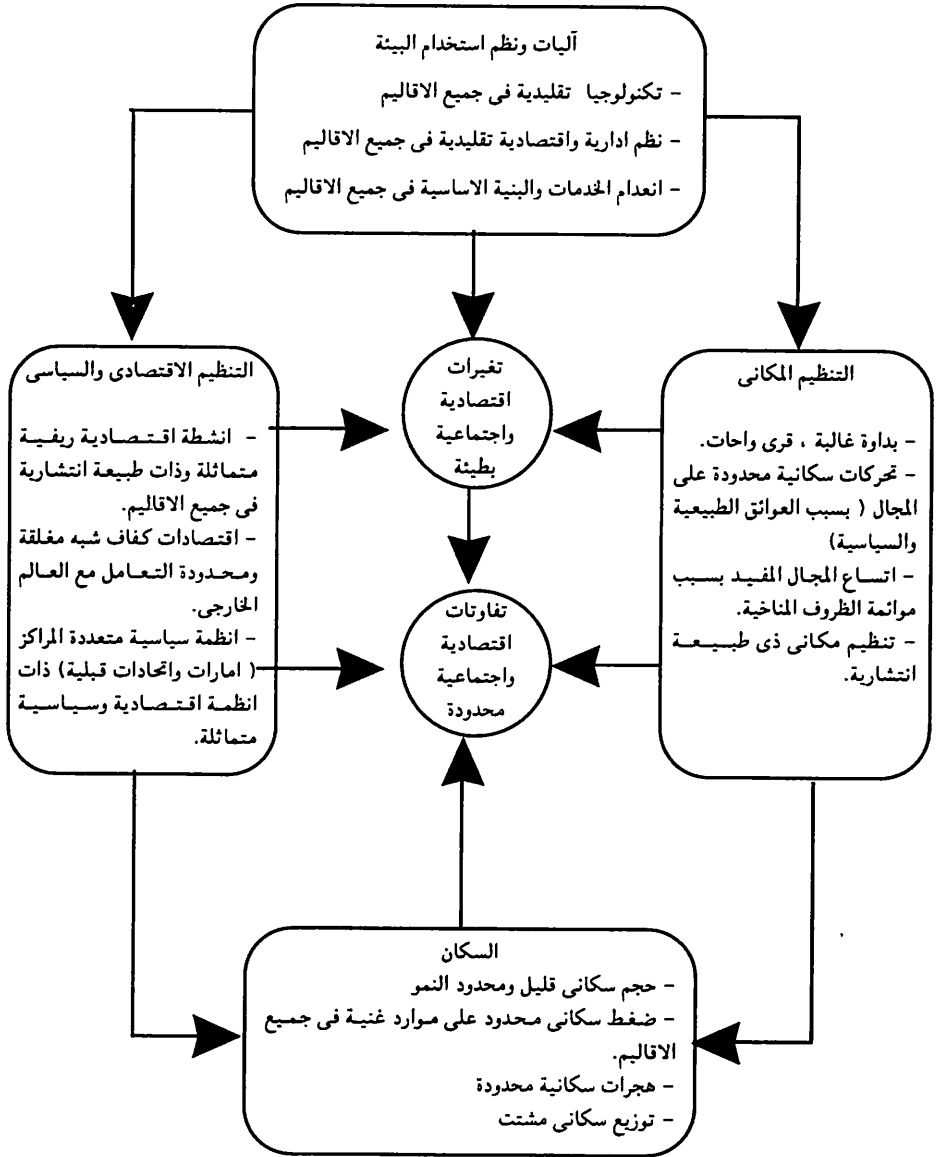 آليات ونظم استخدام البيئة
- تكنولوجيا تقليدية فى جميع الاقاليم
- نظم ادارية واقتصادية تقليدية فى جميع الاقاليم
- انعدام الخدمات والبنية الاساسية فى جميع الاقاليم
التنظيم المكانى
- بداوة غالبة ، قرى واحات.
- تحركات سكانية محدودة على
المجال ( بسبب العوائق الطبيعية
والسياسية)
- اتساع المجال المفيد بسبب
موائمة الظروف المناخية.
- تنظيم مكانى ذى طبيعة
انتشارية.
تغيرات
اقتصادية
واجتماعية
بطيئة
تفاوتات
اقتصادية
واجتماعية
محدودة
التنظيم الاقتصادى والسياسى
- انشطة اقتصادية ريفية
متماثلة وذات طبيعة انتشارية
فى جميع الاقاليم.
- اقتصادات كفاف شبه مغلقة
ومحدودة التعامل مع العالم
الخارجى.
- انظمة سياسية متعددة المراكز
( امارات واتحادات قبلية) ذات
انظمة اقتصادية وسياسية
متماثلة.
السكان
- حجم سكانى قليل ومحدود النمو
- ضغط سكانى محدود على موارد غنية فى جميع
الاقاليم.
- هجرات سكانية محدودة
- توزيع سكانى مشتت